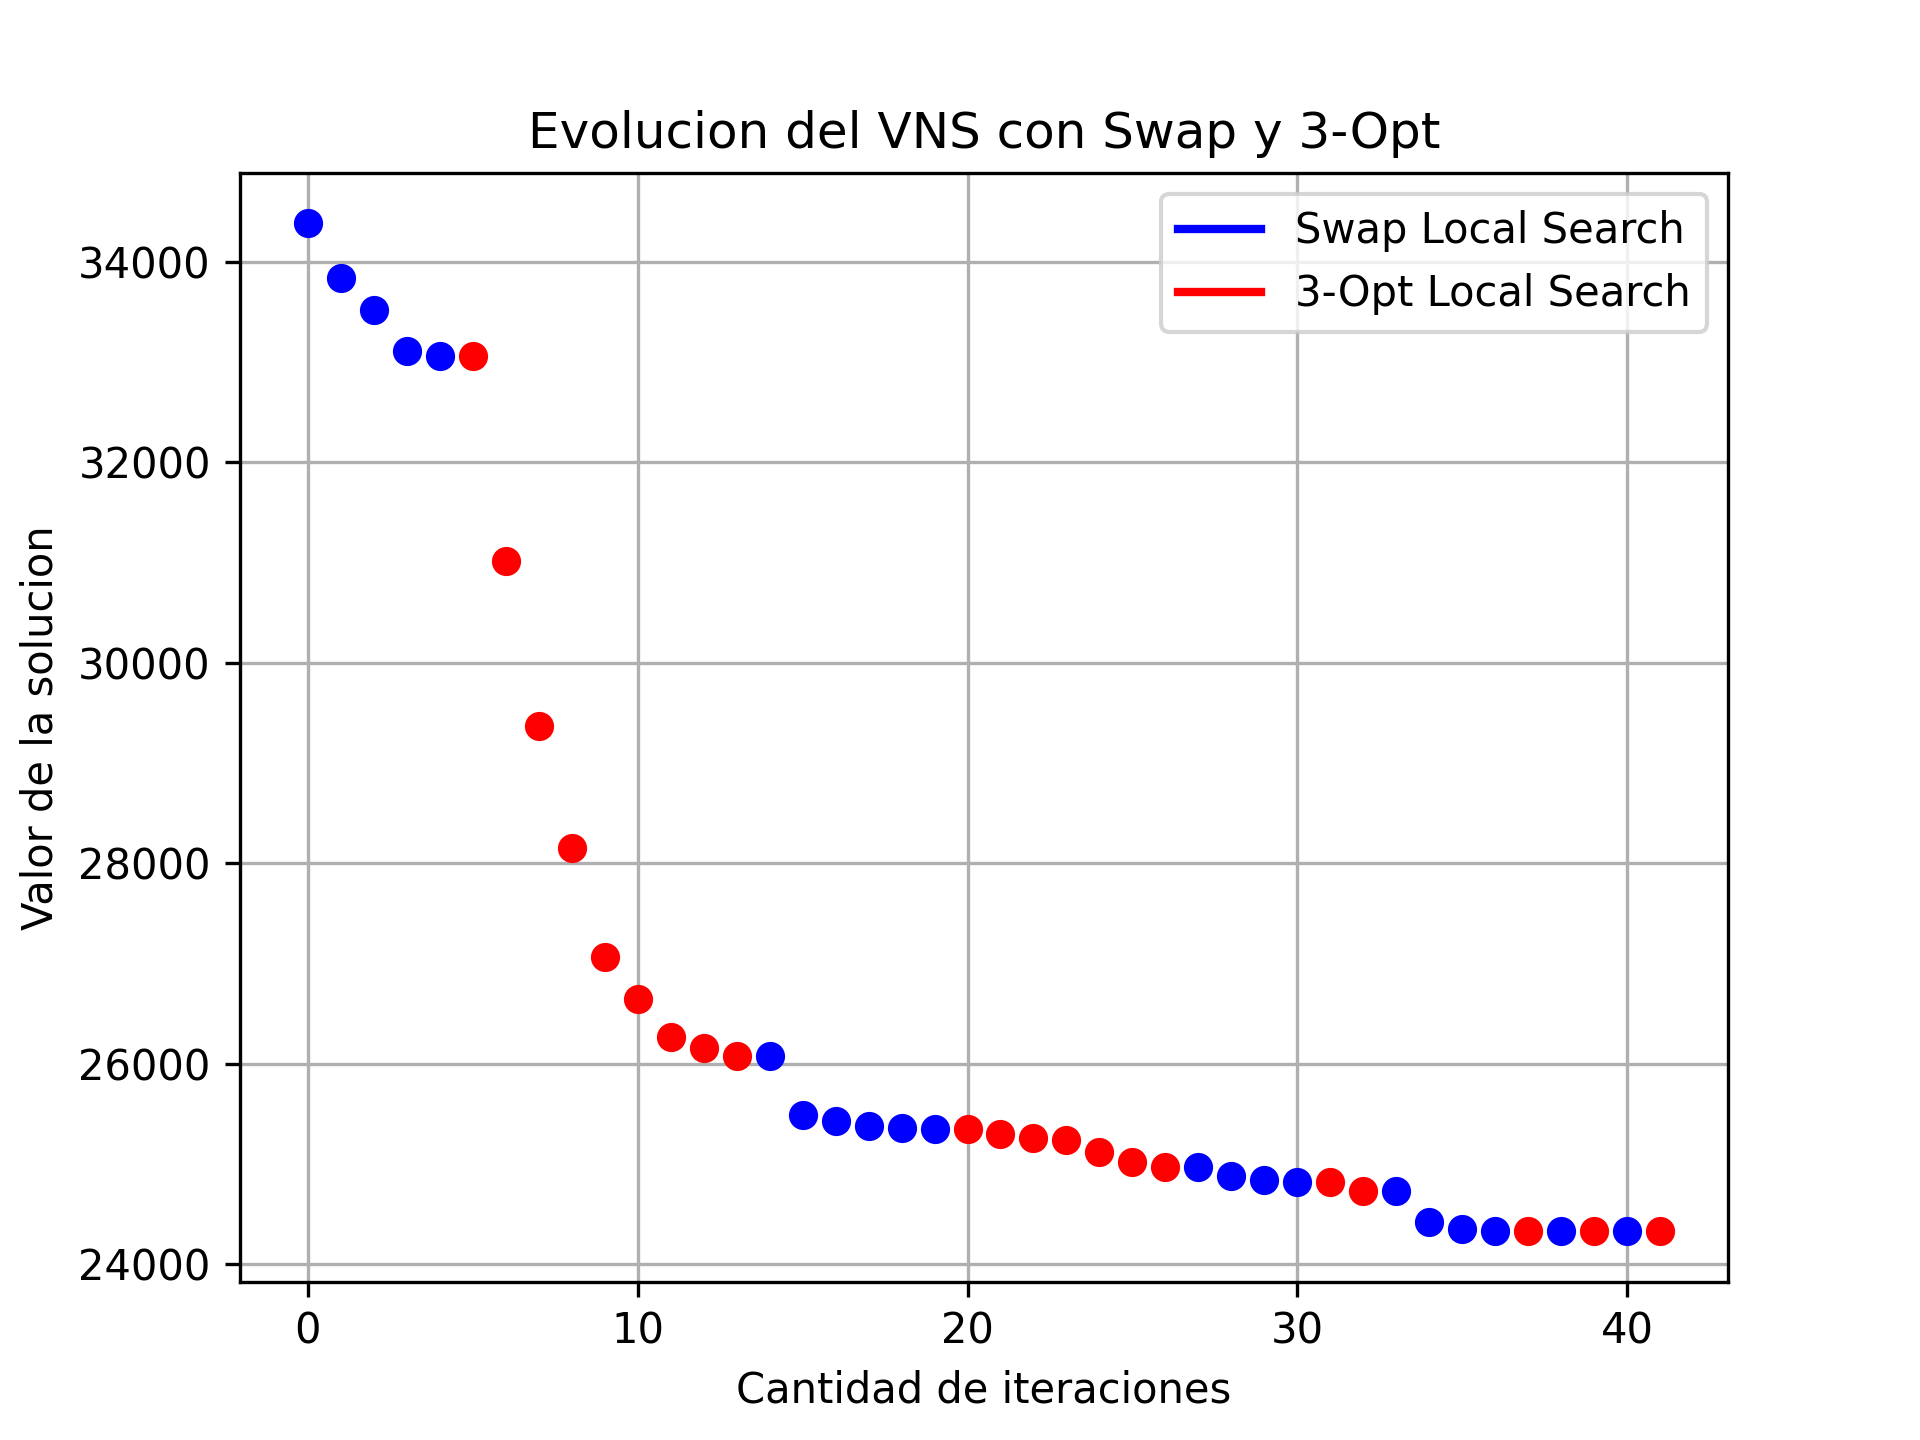 Evolucion del VNS con Swap y 3-Opt
Swap Local Search
3-Opt Local Search
34000
32000
30000
28000
26000
24000
Valor de la solucion
0 10 20 30 40
Cantidad de iteraciones